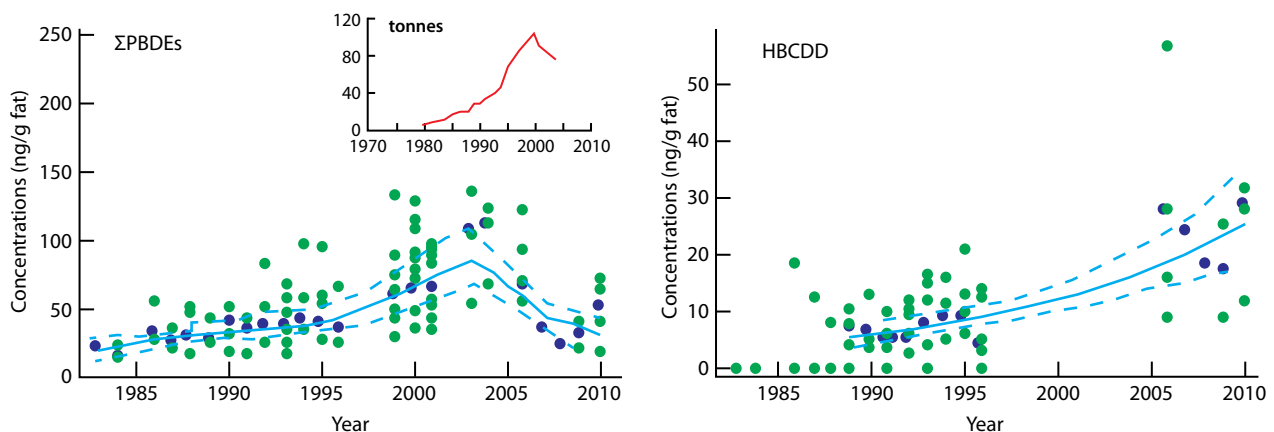 ΣPBDEs
250
200
150
100
50
0
Concentrations (ng/g fat)
1985 1990 1995 2000 2005 2010
Year
tonnes
120
80
40
0
1970 1980 1990 2000 2010
HBCDD
50
40
30
20
10
0
Concentrations (ng/g fat)
1985 1990 1995 2000 2005 2010
Year